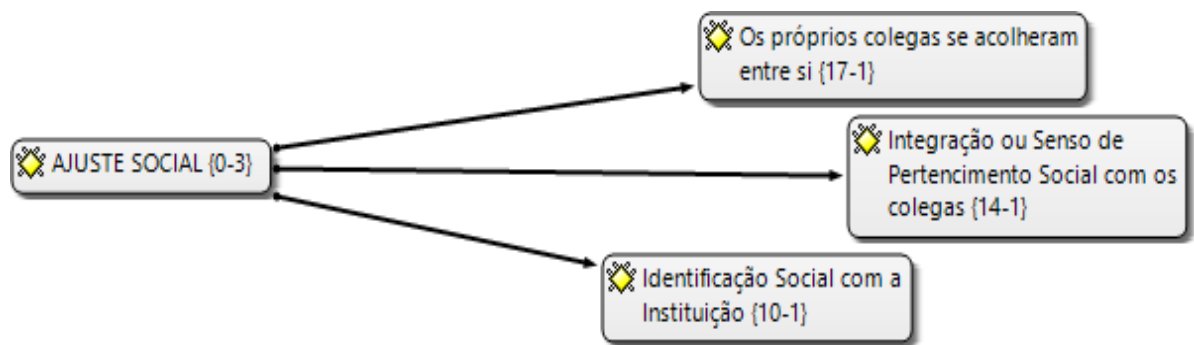 Os próprios colegas se acolheram
entre si {17-1}
AJUSTE SOCIAL {0-3}
Integração ou Senso de
Pertencimento Social com os
colegas {14-1}
Identificação Social com a
Instituição {10-1}